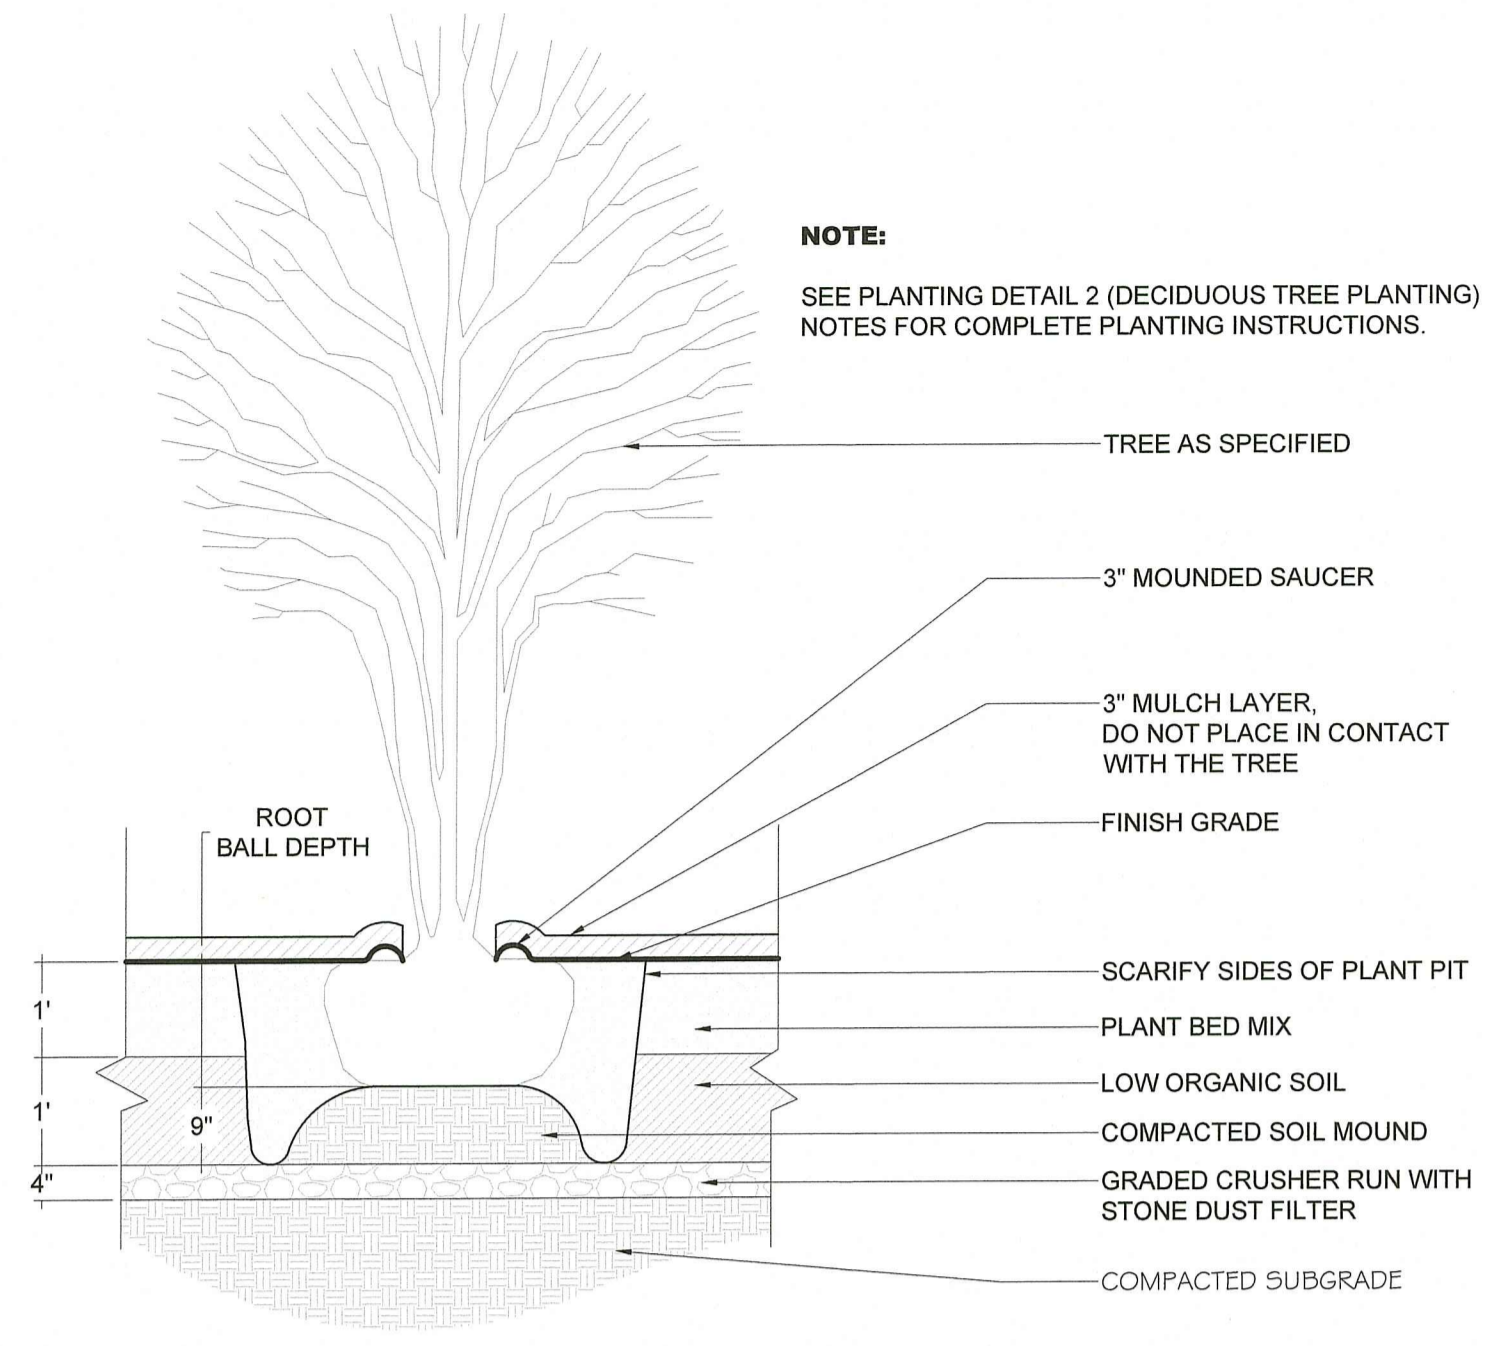 NOTE:
SEE PLANTING DETAIL 2 (DECIDUOUS TREE PLANTING)
NOTES FOR COMPLETE PLANTING INSTRUCTIONS.
TREE AS SPECIFIED
3" MOUNDED SAUCER
3" MULCH LAYER,
DO NOT PLACE IN CONTACT
WITH THE TREE
FINISH GRADE
ROOT
BALL DEPTH
SCARIFY SIDES OF PLANT PIT
PLANT BED MIX
LOW ORGANIC SOIL
COMPACTED SOIL MOUND
GRADED CRUSHER RUN WITH
STONE DUST FILTER
COMPACTED SUBGRADE
1'
1'
9"
4"